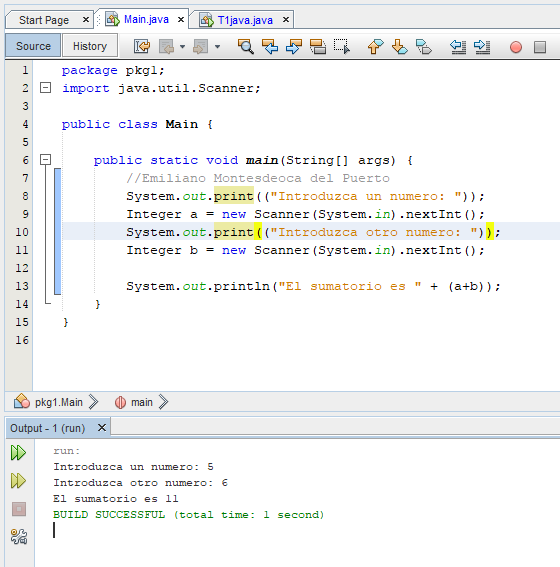 Start Page Main.java T1java.java
Source History
1 package pkg1;
2 import java.util.Scanner;
3
4 public class Main {
5
6 public static void main(String[] args) {
7 //Emiliano Montesdeoca del Puerto
8 System.out.print(("Introduzca un numero: "));
9 Integer a = new Scanner(System.in).nextInt();
10 System.out.print(("Introduzca otro numero: "));
11 Integer b = new Scanner(System.in).nextInt();
12
13 System.out.println("El sumatorio es " + (a+b));
14 }
15 }
16
pkg1.Main main
Output - 1 (run)
run:
Introduzca un numero: 5
Introduzca otro numero: 6
El sumatorio es 11
BUILD SUCCESSFUL (total time: 1 second)